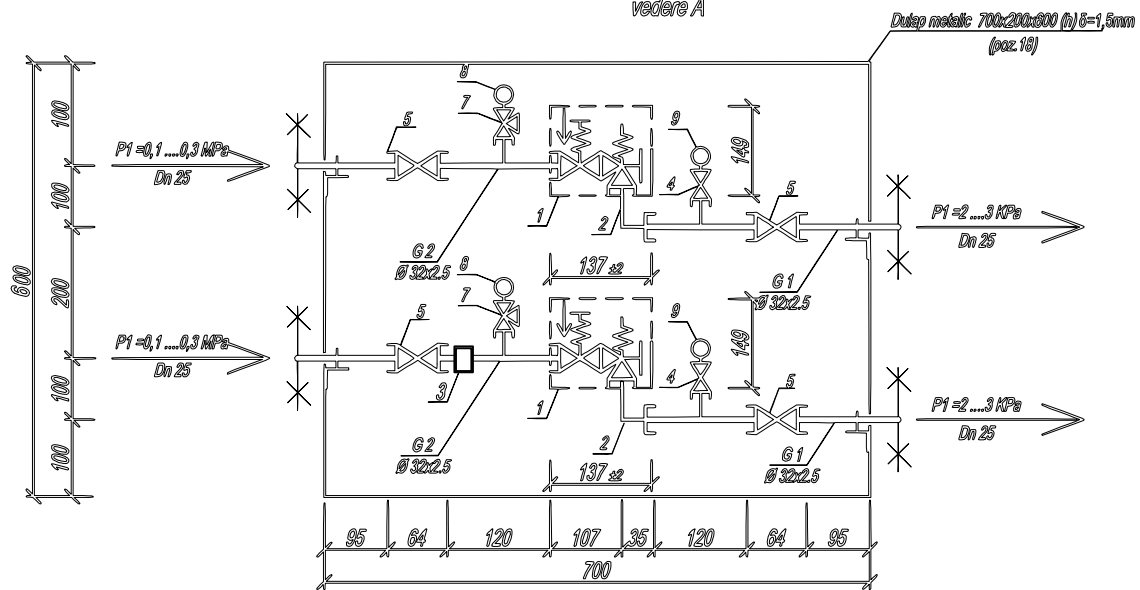 vedere A
Dulap metalic 700x200x600 (h) δ=1,5mm
(poz.18)
8
7
5
9
100
149
P1 =0,1 ....0,3 MPa
Dn 25
4
5
100
1
2
P1 =2 ....3 KPa
Dn 25
G 2
Ø 32x2.5
137 ±2
600
200
8
G 1
Ø 32x2.5
7
5
9
149
P1 =0,1 ....0,3 MPa
Dn 25
3
4
5
100
1
2
P1 =2 ....3 KPa
Dn 25
G 2
Ø 32x2.5
G 1
Ø 32x2.5
100
137 ±2
95 64 120 107 35 120 64 95
700